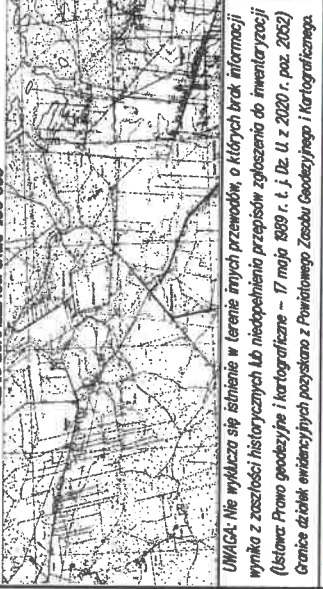 UWAGA: Nie wyklucza się istnienie w terenie innych przewodów, o których brak informacji
wynika z zaszłości historycznych lub niedopełnienia przepisów zgłoszenia do inwentaryzacji
(Ustawa: Prawo geodezyjne i kartograficzne – 17 maja 1989 r. t. j. Dz. U. z 2020 r. poz. 2052)
Granice działek ewidencyjnych pozyskano z Powiatowego Zasobu Geodezyjnego i Kartograficznego.